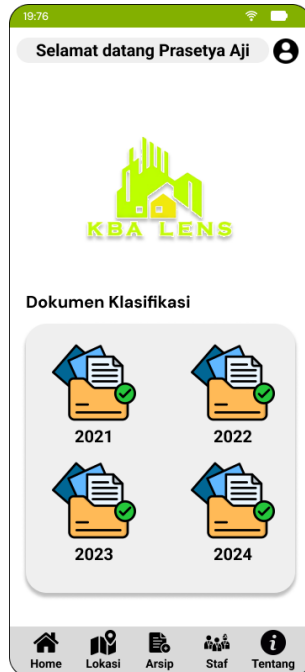 19:76
Selamat datang Prasetya Aji
KBA LENS
Dokumen Klasifikasi
2021 2022
2023 2024
Home Lokasi Arsip Staf Tentang